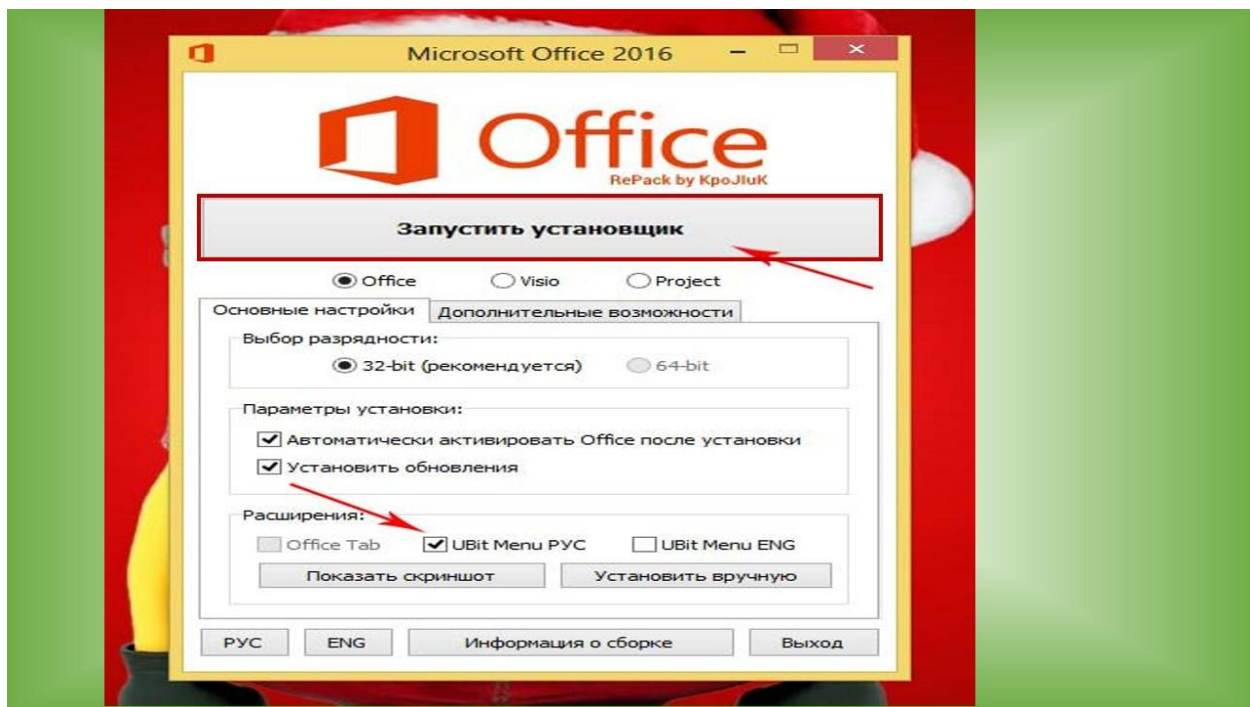 Microsoft Office 2016
Office
RePack by KpoJIuK
Запустить установщик
Office Visio Project
Основные настройки Дополнительные возможности
Выбор разрядности:
32-bit (рекомендуется) 64-bit
Параметры установки:
Автоматически активировать Office после установки
Установить обновления
Расширения:
Office Tab UBit Menu РУС UBit Menu ENG
Показать скриншот Установить вручную
РУС ENG Информация о сборке Выход